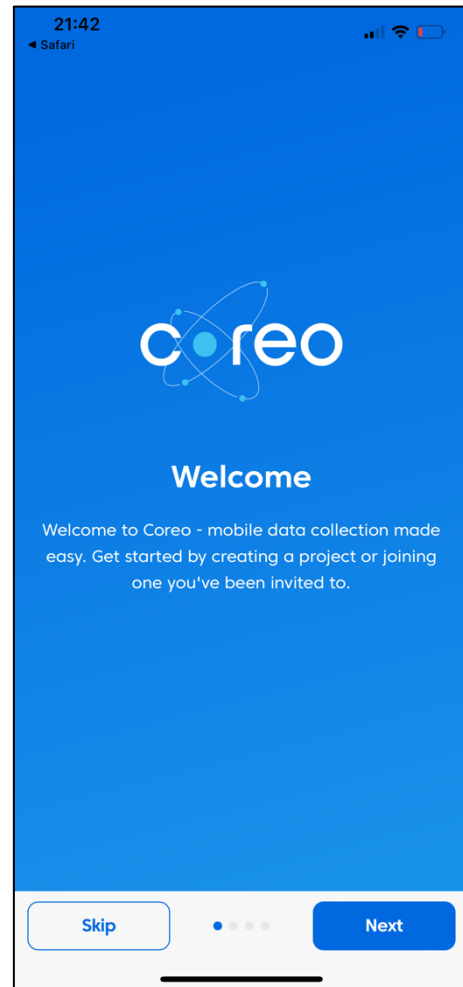 21:42
◀ Safari
coreo
Welcome
Welcome to Coreo - mobile data collection made
easy. Get started by creating a project or joining
one you've been invited to.
Skip
Next